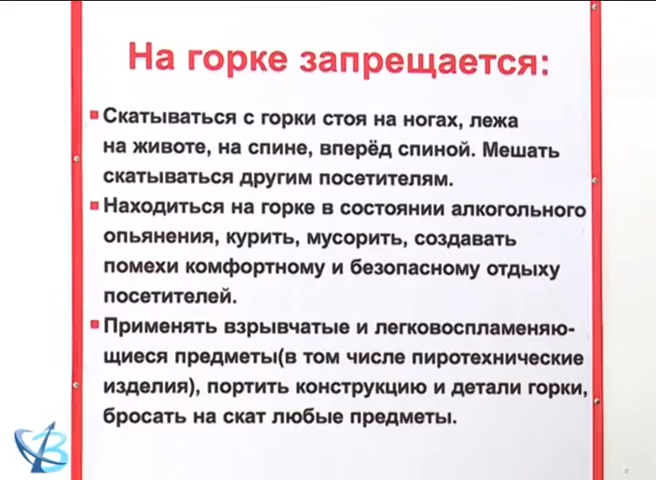 На горке запрещается:
Скатываться с горки стоя на ногах, лежа
на животе, на спине, вперёд спиной. Мешать
скатываться другим посетителям.
Находиться на горке в состоянии алкогольного
опьянения, курить, мусорить, создавать
помехи комфортному и безопасному отдыху
посетителей.
Применять взрывчатые и легковоспламеняю-
щиеся предметы(в том числе пиротехнические
изделия), портить конструкцию и детали горки,
бросать на скат любые предметы.
В